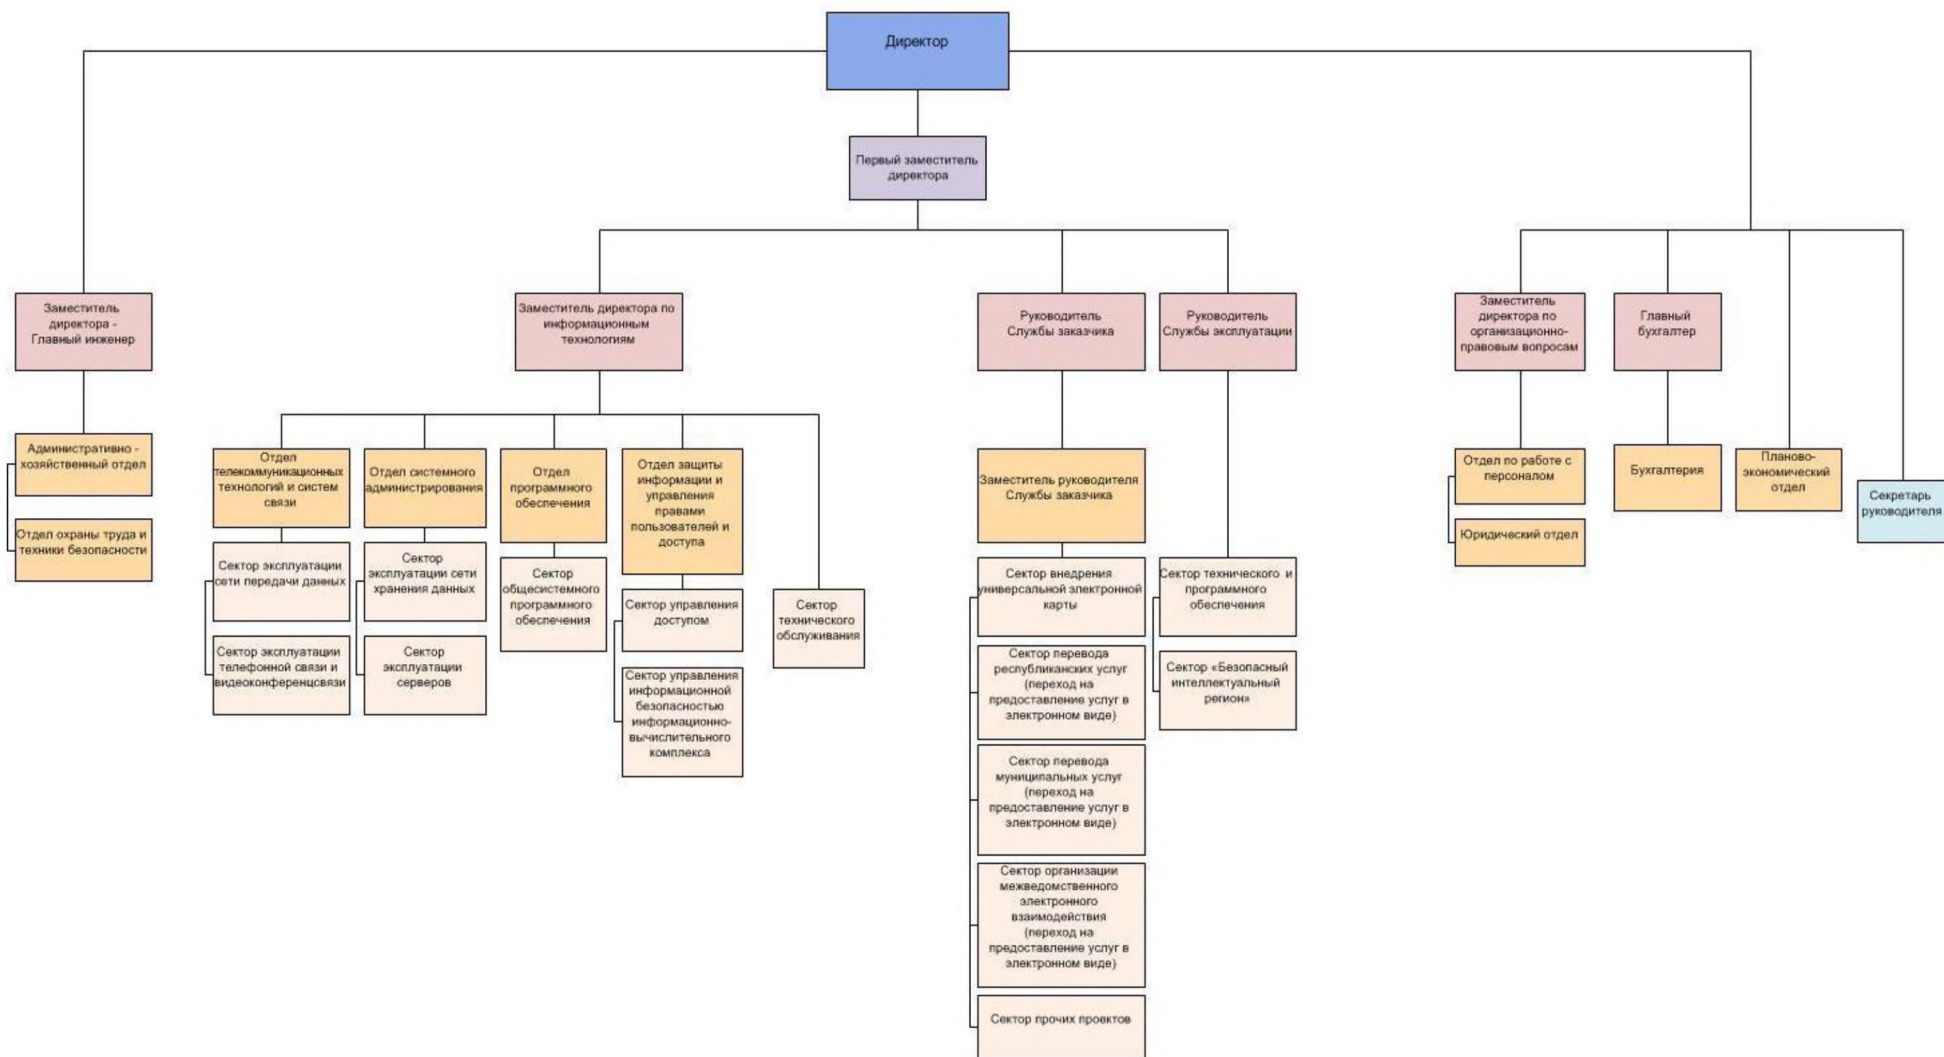 Директор
Первый заместитель
директора
Заместитель
директора -
Главный инженер
Заместитель директора по
информационным
технологиям
Руководитель
Службы заказчика
Руководитель
Службы эксплуатации
Заместитель
директора по
организационно-
правовым вопросам
Главный
бухгалтер
Административно -
хозяйственный отдел
Отдел охраны труда и
техники безопасности
Отдел
телекоммуникационных
технологий и систем
связи
Сектор эксплуатации
сети передачи данных
Сектор эксплуатации
телефонной связи и
видеоконференцсвязи
Отдел системного
администрирования
Сектор
эксплуатации сети
хранения данных
Сектор
эксплуатации
серверов
Отдел
программного
обеспечения
Сектор
общесистемного
программного
обеспечения
Отдел защиты
информации и
управления
правами
пользователей и
доступа
Сектор управления
доступом
Сектор управления
информационной
безопасностью
информационно-
вычислительного
комплекса
Сектор
технического
обслуживания
Заместитель руководителя
Службы заказчика
Сектор внедрения
универсальной электронной
карты
Сектор перевода
республиканских услуг
(переход на
предоставление услуг в
электронном виде)
Сектор перевода
муниципальных услуг
(переход на
предоставление услуг в
электронном виде)
Сектор организации
межведомственного
электронного
взаимодействия
(переход на
предоставление услуг в
электронном виде)
Сектор прочих проектов
Сектор технического и
программного
обеспечения
Сектор «Безопасный
интеллектуальный
регион»
Отдел по работе с
персоналом
Юридический отдел
Бухгалтерия
Планово-
экономический
отдел
Секретарь
руководителя